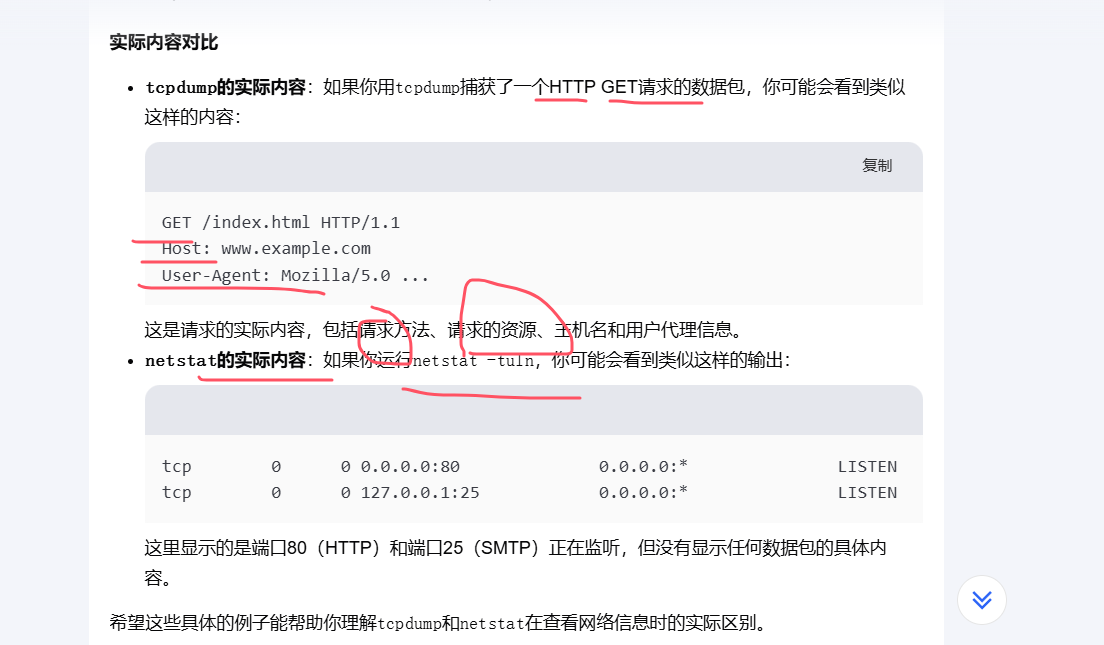 实际内容对比
• tcpdump的实际内容：如果你用tcpdump捕获了一个HTTP GET请求的数据包，你可能会看到类似
这样的内容：
复制
GET /index.html HTTP/1.1
Host: www.example.com
User-Agent: Mozilla/5.0 ...
这是请求的实际内容，包括请求方法、请求的资源、主机名和用户代理信息。
• netstat的实际内容：如果你运行netstat -tuln，你可能会看到类似这样的输出：
tcp 0 0 0.0.0.0:80 0.0.0.0:* LISTEN
tcp 0 0 127.0.0.1:25 0.0.0.0:* LISTEN
这里显示的是端口80（HTTP）和端口25（SMTP）正在监听，但没有显示任何数据包的具体内
容。
希望这些具体的例子能帮助你理解tcpdump和netstat在查看网络信息时的实际区别。